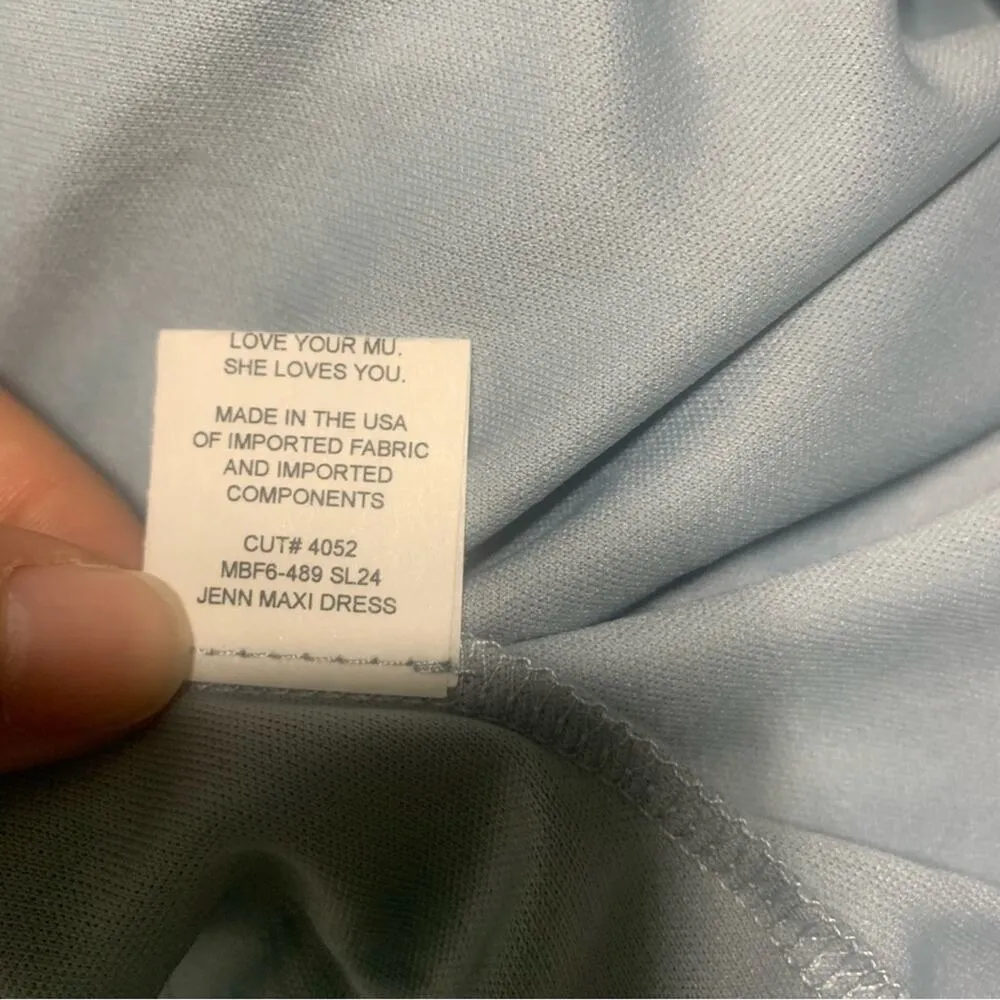 LOVE YOUR MU.
SHE LOVES YOU.
MADE IN THE USA
OF IMPORTED FABRIC
AND IMPORTED
COMPONENTS
CUT# 4052
MBF6-489 SL24
JENN MAXI DRESS